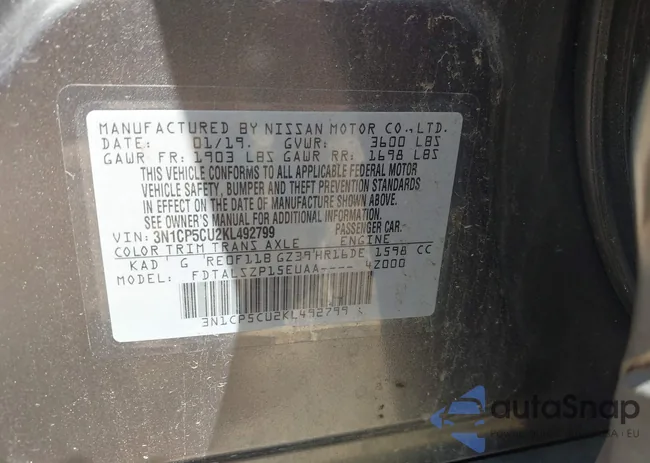 MANUFACTURED BY NISSAN MOTOR CO.,LTD.
DATE: 01/19. GVWR: 3600 LBS
GAWR FR: 1903 LBS GAWR RR: 1698 LBS
THIS VEHICLE CONFORMS TO ALL APPLICABLE FEDERAL MOTOR
VEHICLE SAFETY, BUMPER AND THEFT PREVENTION STANDARDS
IN EFFECT ON THE DATE OF MANUFACTURE SHOWN ABOVE.
SEE OWNER'S MANUAL FOR ADDITIONAL INFORMATION.
VIN: 3N1CP5CU2KL492799 PASSENGER CAR.
COLOR TRIM TRANS AXLE ENGINE
KAD G RE0F11B GZ39 HR16DE 1598 CC
MODEL: FDTALSZP15EUAA---- 4Z000
3N1CP5CU2KL492799
autoSnap
EU